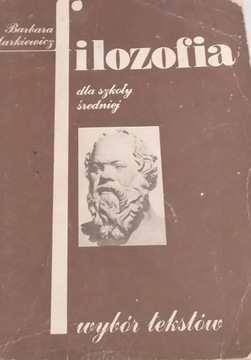 Barbara
Markiewicz
filozofia
dla szkoły
średniej
wybór tekstów